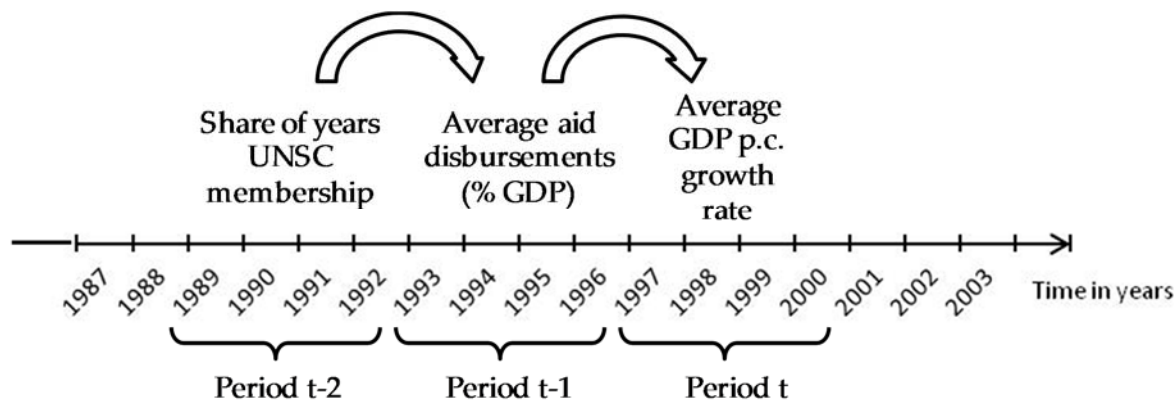 Share of years
UNSC
membership
Average aid
disbursements
(% GDP)
Average
GDP p.c.
growth
rate
1987
1988
1989
1990
1991
1992
1993
1994
1995
1996
1997
1998
1999
2000
2001
2002
2003
Time in years
Period t-2
Period t-1
Period t